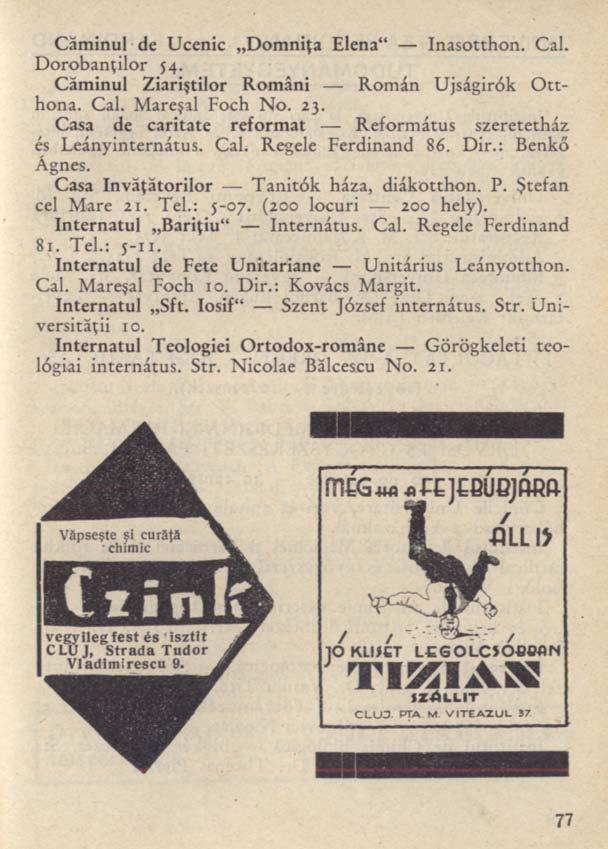 Căminul de Ucenic „Domnița Elena“ — Inasotthon. Cal.
Dorobanților 54.
Căminul Ziariștilor Români — Román Ujságirók Ott-
hona. Cal. Mareșal Foch No. 23.
Casa de caritate reformat — Református szeretetház
és Leányinternátus. Cal. Regele Ferdinand 86. Dir.: Benkő
Ágnes.
Casa Invățătorilor — Tanitók háza, diákotthon. P. Ștefan
cel Mare 21. Tel.: 5-07. (200 locuri — 200 hely).
Internatul „Barițiu“ — Internátus. Cal. Regele Ferdinand
81. Tel.: 5-11.
Internatul de Fete Unitariane — Unitárius Leányotthon.
Cal. Mareșal Foch 10. Dir.: Kovács Margit.
Internatul „Sft. Iosif“ — Szent József internátus. Str. Uni-
versității 10.
Internatul Teologiei Ortodox-române — Görögkeleti teo-
lógiai internátus. Str. Nicolae Bălcescu No. 21.
Văpsește și curăță
chimic
Czink
vegyileg fest és tisztit
CLUJ, Strada Tudor
Vladimirescu 9.
MÉG HA A FEJEBÚBJÁRA
ÁLL IS
JÓ KLISÉT LEGOLCSÓBBAN
TIZIAN
SZÁLLIT
CLUJ. PTA. M. VITEAZUL 37.
77